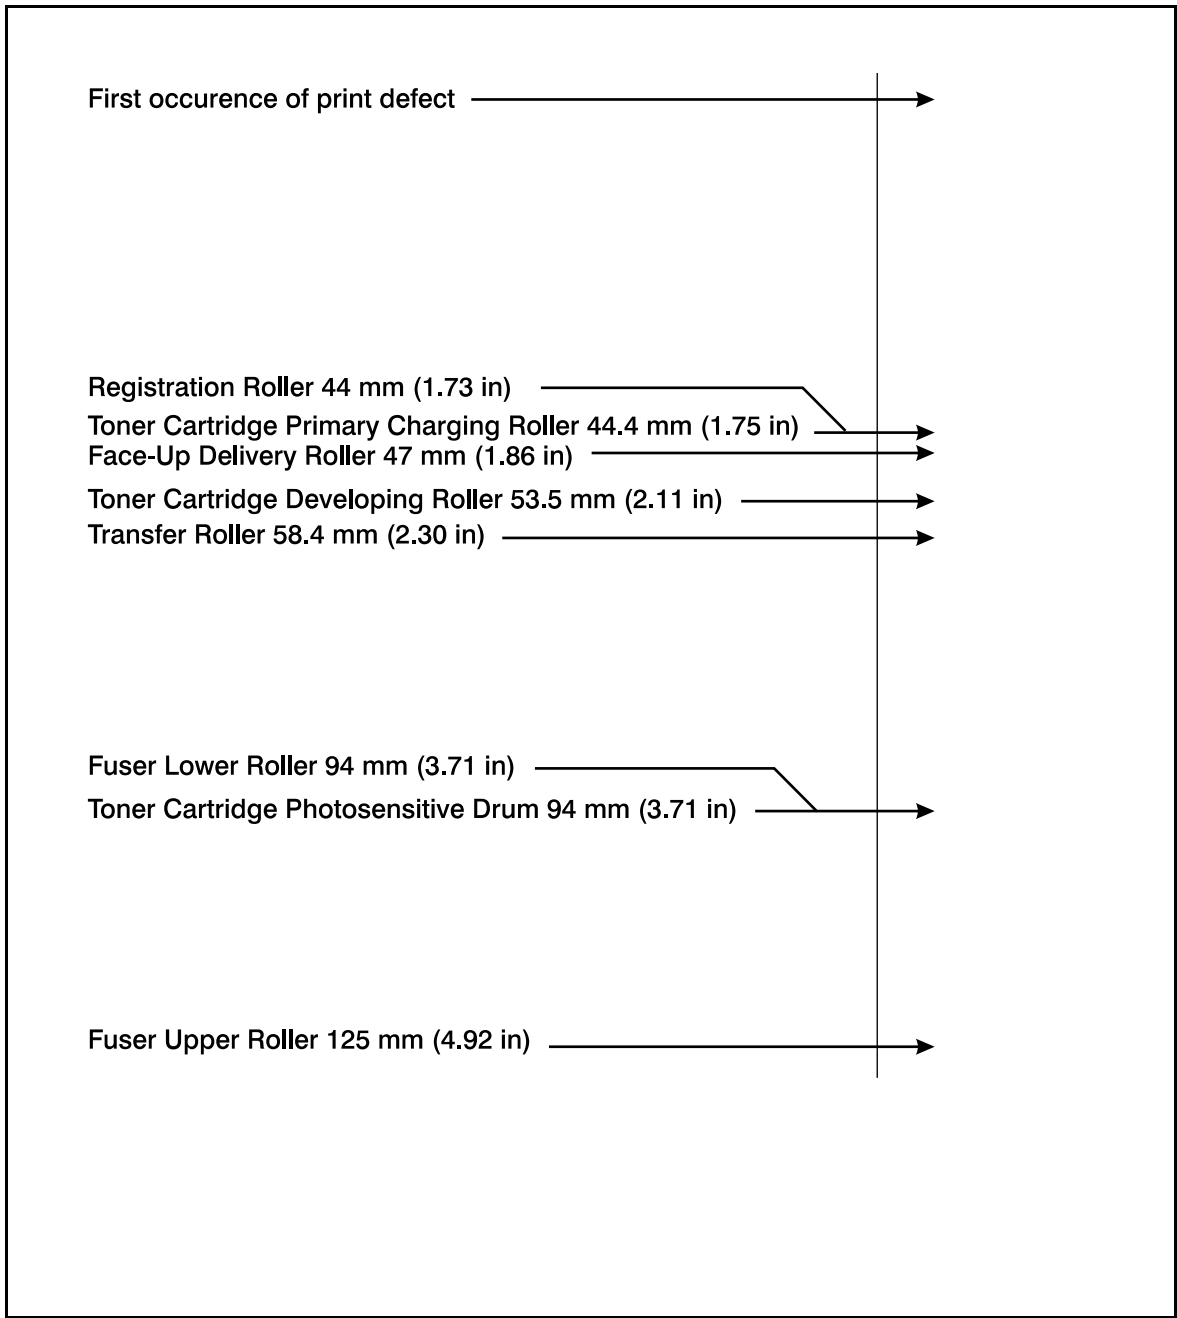 First occurence of print defect
Registration Roller 44 mm (1.73 in)
Toner Cartridge Primary Charging Roller 44.4 mm (1.75 in)
Face-Up Delivery Roller 47 mm (1.86 in)
Toner Cartridge Developing Roller 53.5 mm (2.11 in)
Transfer Roller 58.4 mm (2.30 in)
Fuser Lower Roller 94 mm (3.71 in)
Toner Cartridge Photosensitive Drum 94 mm (3.71 in)
Fuser Upper Roller 125 mm (4.92 in)